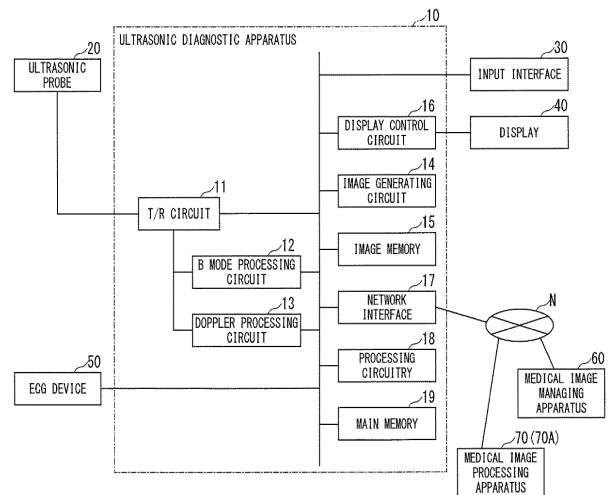 10
20
ULTRASONIC DIAGNOSTIC APPARATUS
30
ULTRASONIC
PROBE
INPUT INTERFACE
16
40
DISPLAY CONTROL
CIRCUIT
DISPLAY
14
11
IMAGE GENERATING
CIRCUIT
T/R CIRCUIT
15
12
IMAGE MEMORY
B MODE PROCESSING
CIRCUIT
17
13
NETWORK
INTERFACE
N
DOPPLER PROCESSING
CIRCUIT
18
50
PROCESSING
CIRCUITRY
60
ECG DEVICE
MEDICAL IMAGE
MANAGING
APPARATUS
19
MAIN MEMORY
70(70A)
MEDICAL IMAGE
PROCESSING
APPARATUS